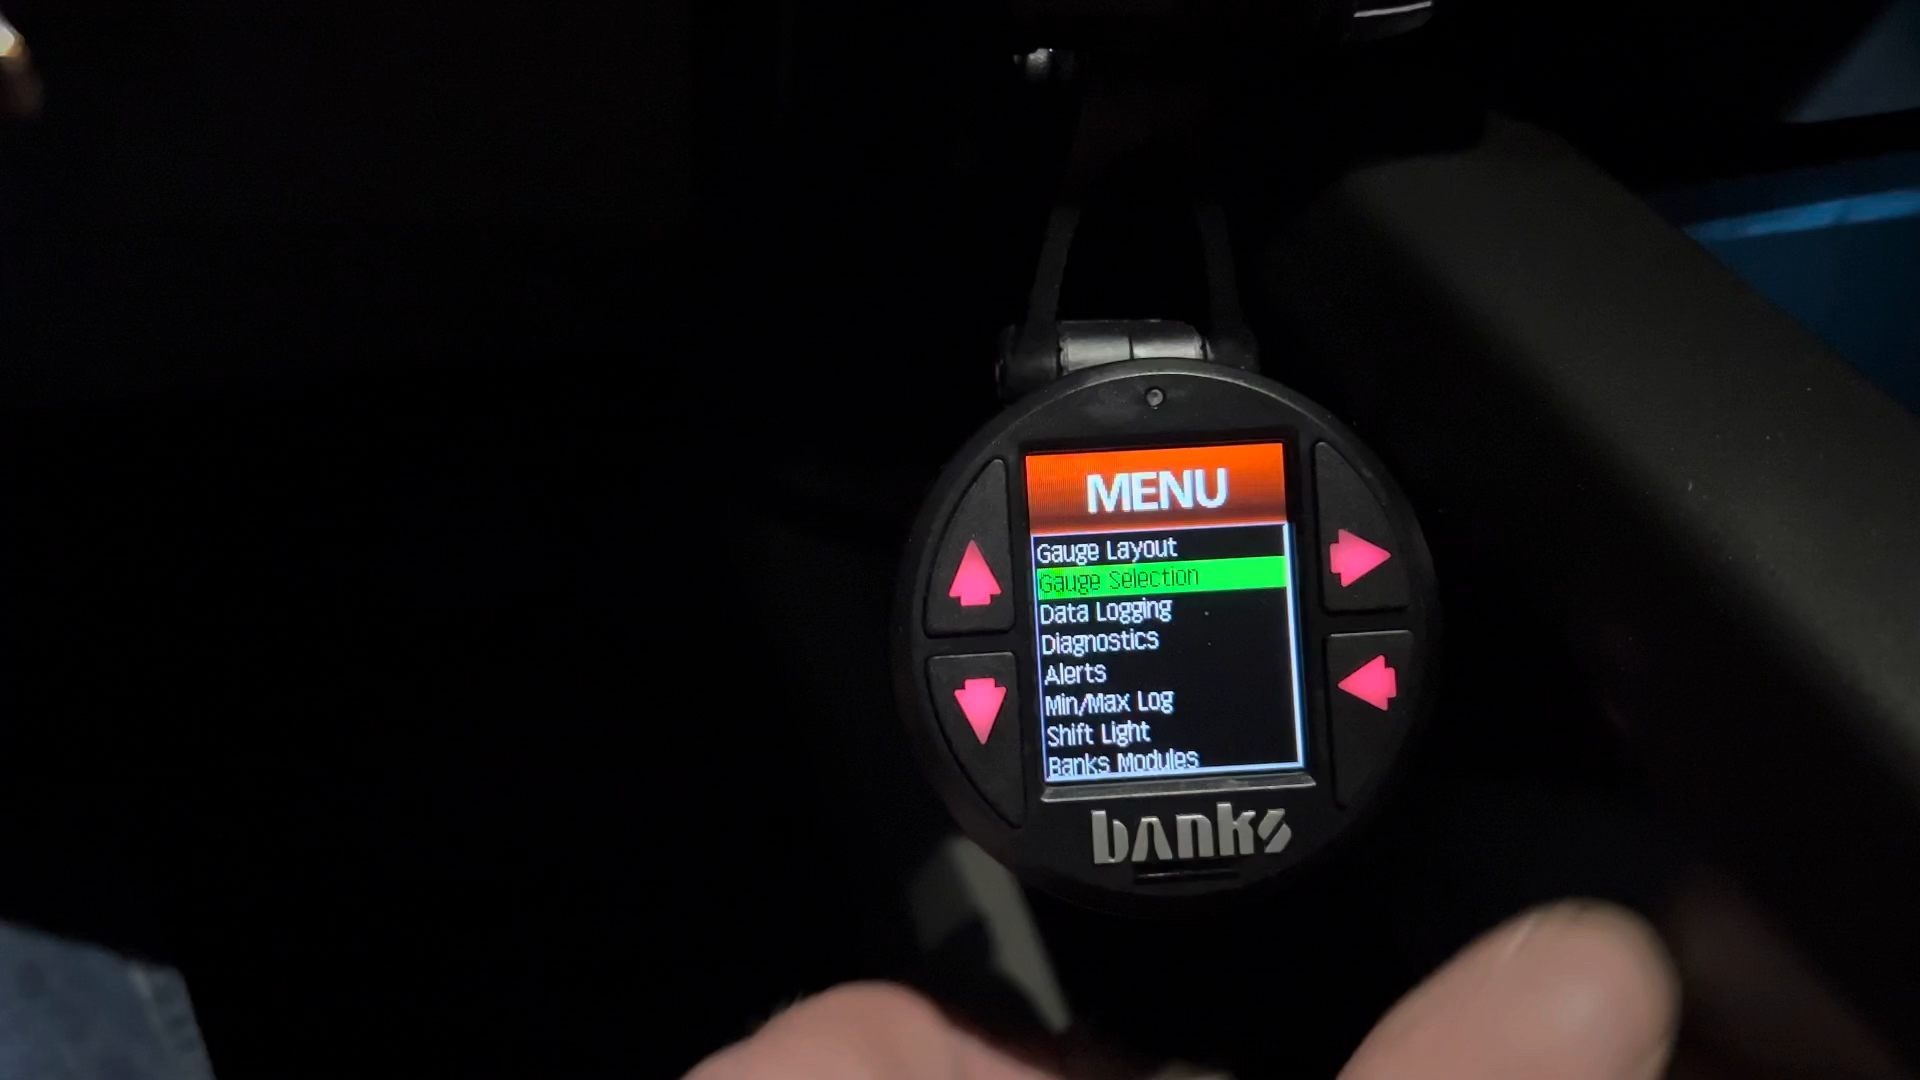 MENU
Gauge Layout
Gauge Selection
Data Logging
Diagnostics
Alerts
Min/Max Log
Shift Light
Banks Modules
banks